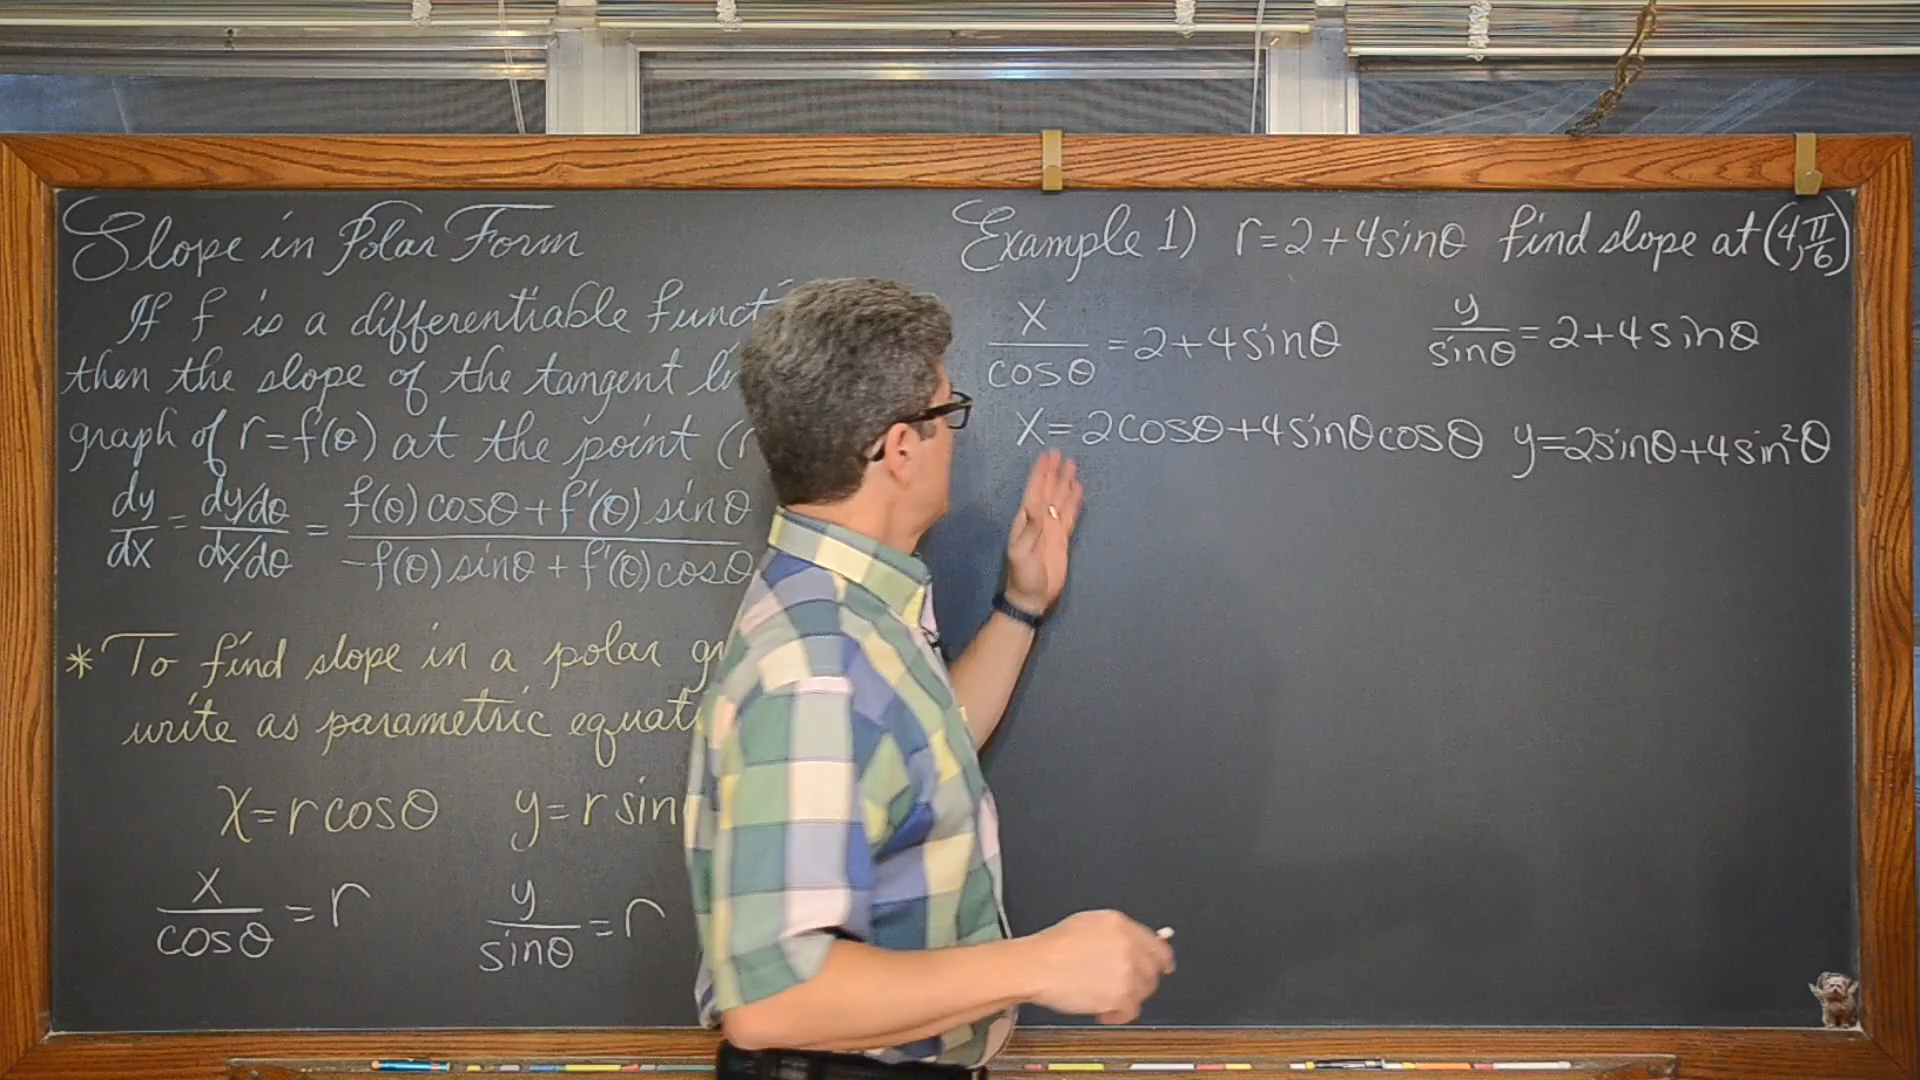 Slope in Polar Form
If f is a differentiable funct
then the slope of the tangent
graph of r=f(θ) at the point (
dy/dx = (dy/dθ)/(dx/dθ) = (f(θ)cosθ+f'(θ)sinθ)/(-f(θ)sinθ+f'(θ)cosθ)
* To find slope in a polar
write as parametric equat
x=rcosθ y=rsin
x/cosθ = r y/sinθ = r
Example 1) r=2+4sinθ find slope at (4,π/6)
x/cosθ = 2+4sinθ y/sinθ = 2+4sinθ
x=2cosθ+4sinθcosθ y=2sinθ+4sin²θ